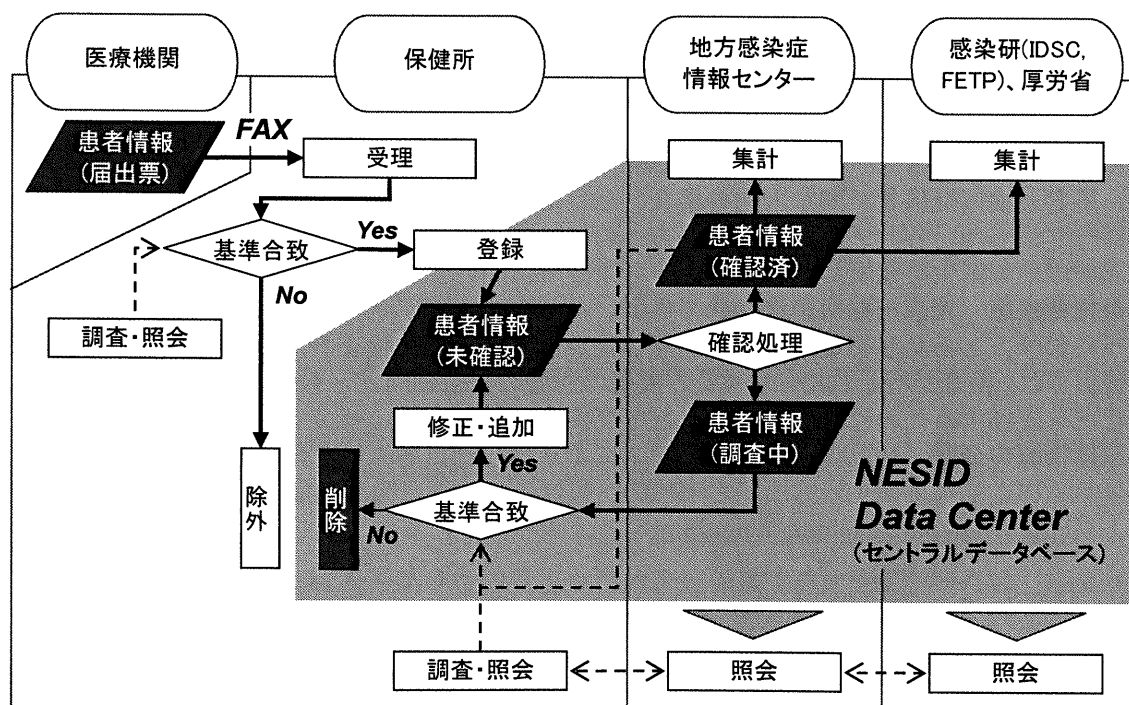 医療機関
保健所
地方感染症
情報センター
感染研(IDSC,
FETP)、厚労省
患者情報
(届出票)
FAX
受理
集計
集計
基準合致
Yes
登録
患者情報
(確認済)
No
調査・照会
患者情報
(未確認)
確認処理
修正・追加
患者情報
(調査中)
Yes
除外
削除
No
基準合致
NESID
Data Center
(セントラルデータベース)
調査・照会
照会
照会